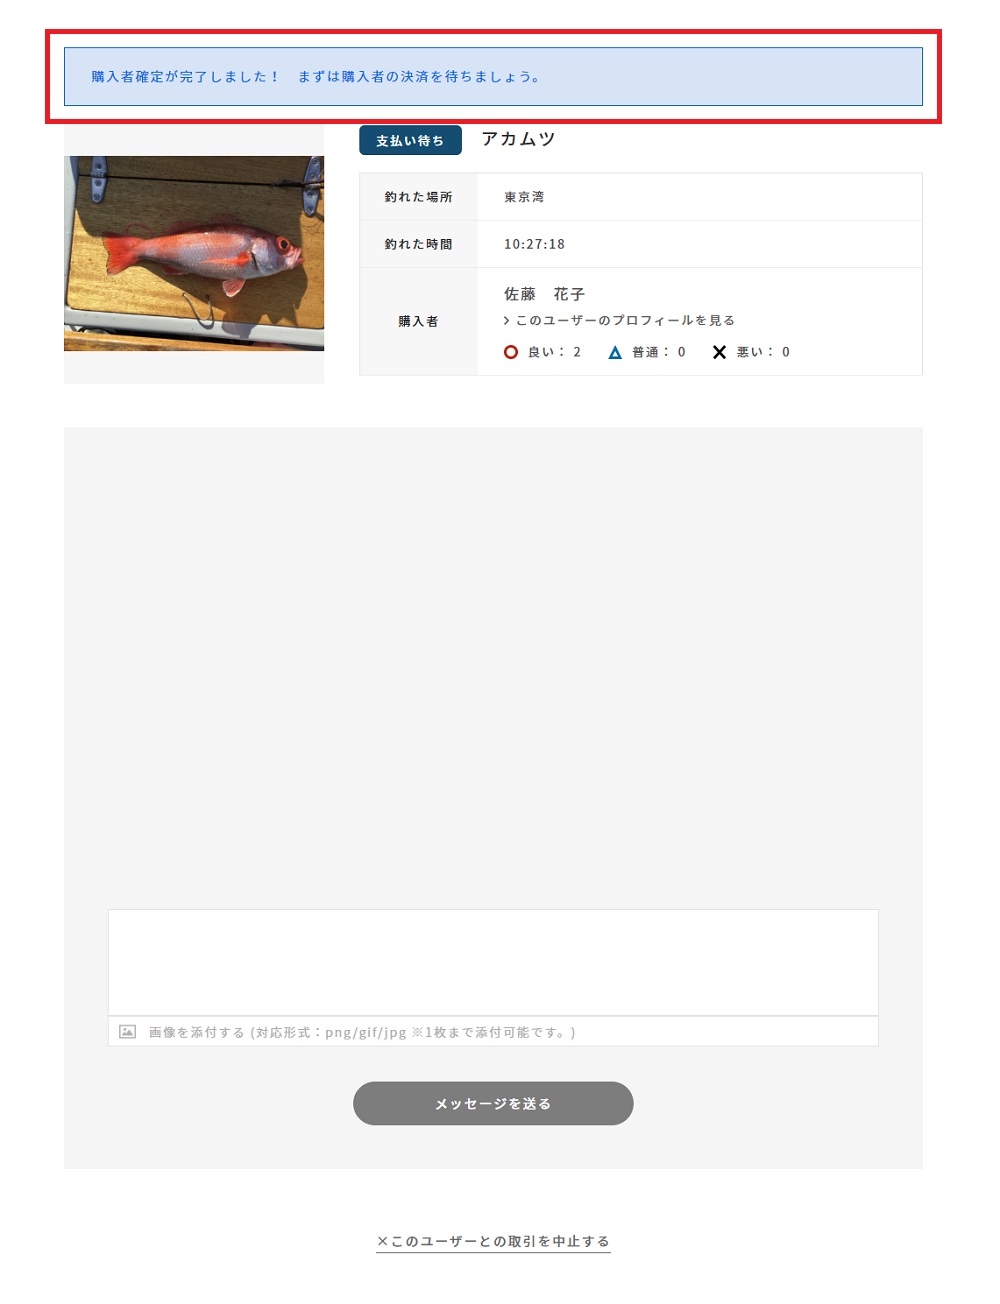 購入者確定が完了しました！　まずは購入者の決済を待ちましょう。
支払い待ち アカムツ
釣れた場所 東京湾
釣れた時間 10:27:18
購入者
佐藤　花子
このユーザーのプロフィールを見る
良い： 2 普通： 0 悪い： 0
画像を添付する (対応形式：png/gif/jpg ※1枚まで添付可能です。)
メッセージを送る
×このユーザーとの取引を中止する